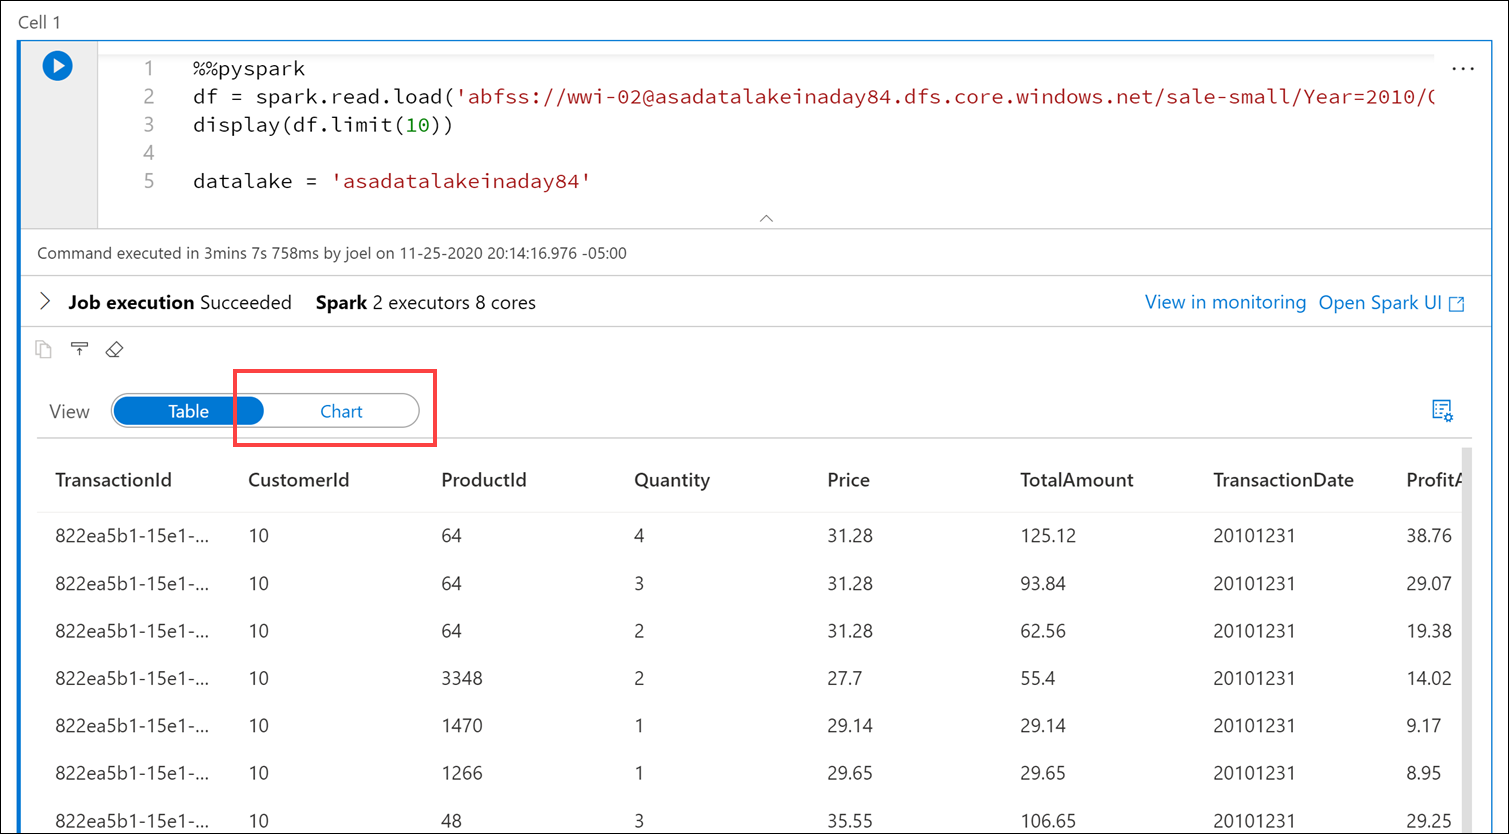 Cell 1
1 %%pyspark
...
2 df = spark.read.load('abfss://wwi-02@asadatalakeinaday84.dfs.core.windows.net/sale-small/Year=2010/
3 display(df.limit(10))
4
5 datalake = 'asadatalakeinaday84'
Command executed in 3mins 7s 758ms by joel on 11-25-2020 20:14:16.976 -05:00
Job execution Succeeded Spark 2 executors 8 cores View in monitoring Open Spark UI
View Table Chart
TransactionId CustomerId ProductId Quantity Price TotalAmount TransactionDate ProfitA
822ea5b1-15e1-... 10 64 4 31.28 125.12 20101231 38.76
822ea5b1-15e1-... 10 64 3 31.28 93.84 20101231 29.07
822ea5b1-15e1-... 10 64 2 31.28 62.56 20101231 19.38
822ea5b1-15e1-... 10 3348 2 27.7 55.4 20101231 14.02
822ea5b1-15e1-... 10 1470 1 29.14 29.14 20101231 9.17
822ea5b1-15e1-... 10 1266 1 29.65 29.65 20101231 8.95
822ea5b1-15e1-... 10 48 3 35.55 106.65 20101231 29.25